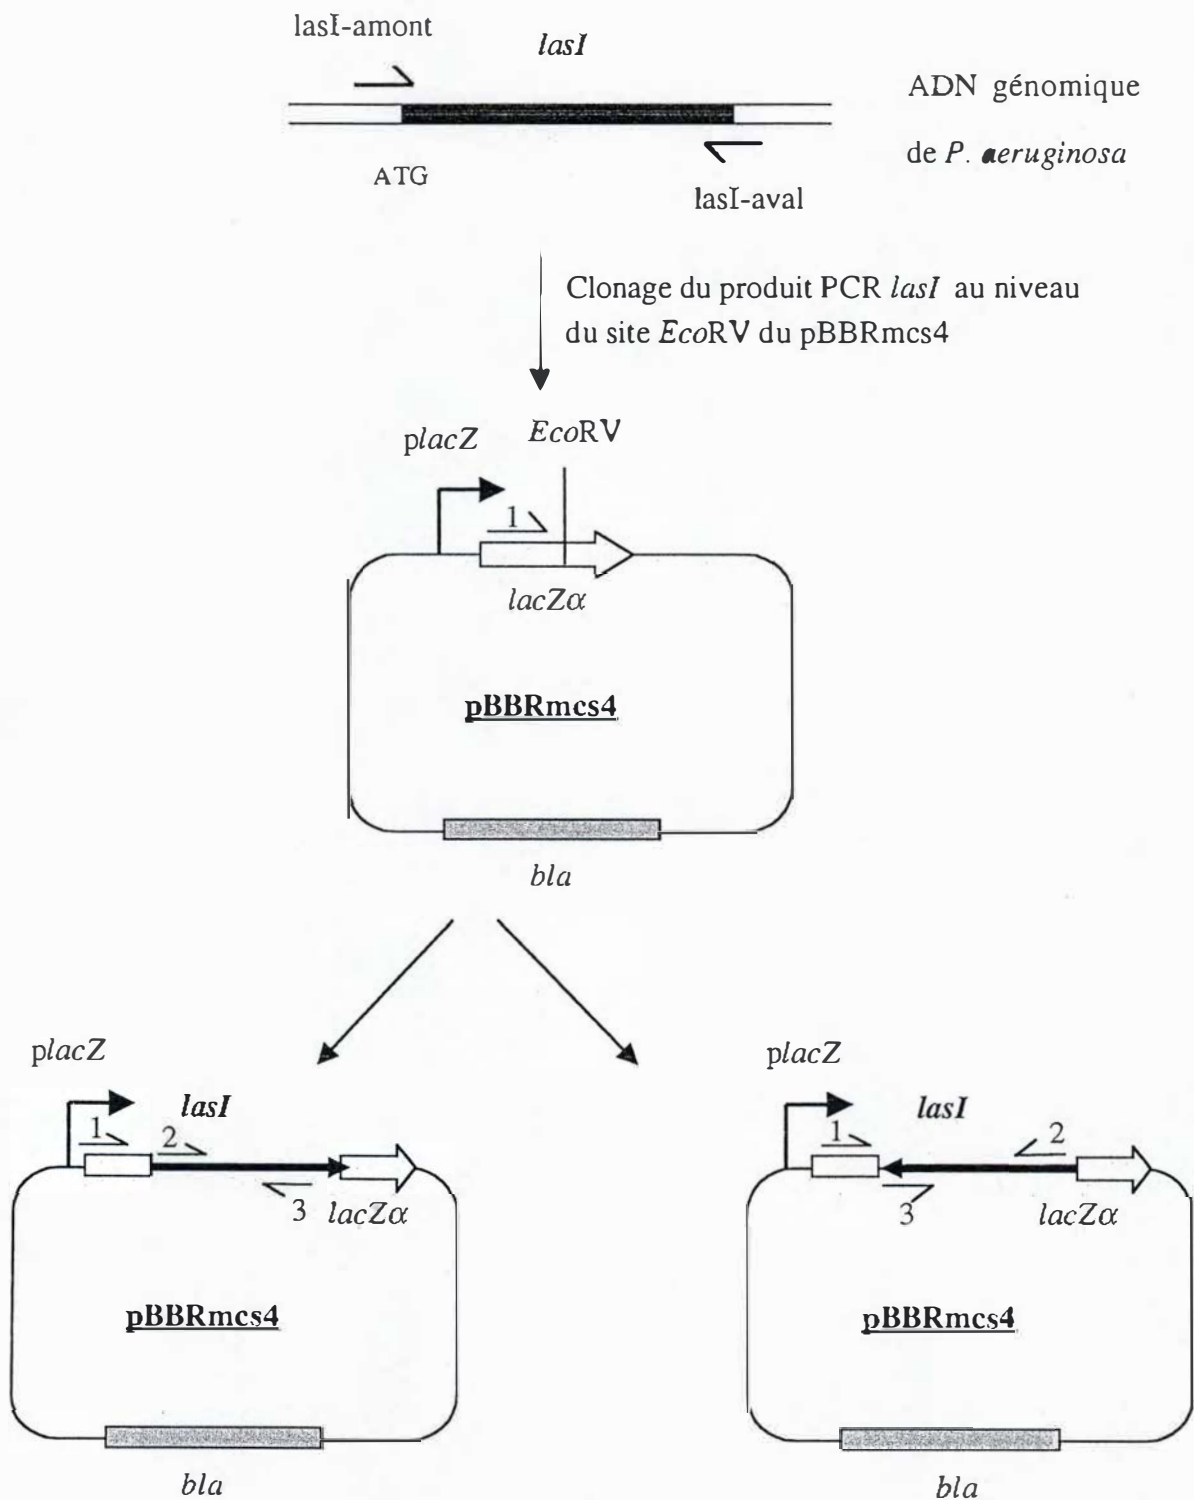 lasI-amont
lasI
ADN génomique
de P. aeruginosa
ATG
lasI-aval
Clonage du produit PCR lasI au niveau
du site EcoRV du pBBRmcs4
placZ
EcoRV
1
lacZα
pBBRmcs4
bla
placZ
lasI
1
2
3
lacZα
pBBRmcs4
bla
placZ
lasI
1
2
3
lacZα
pBBRmcs4
bla